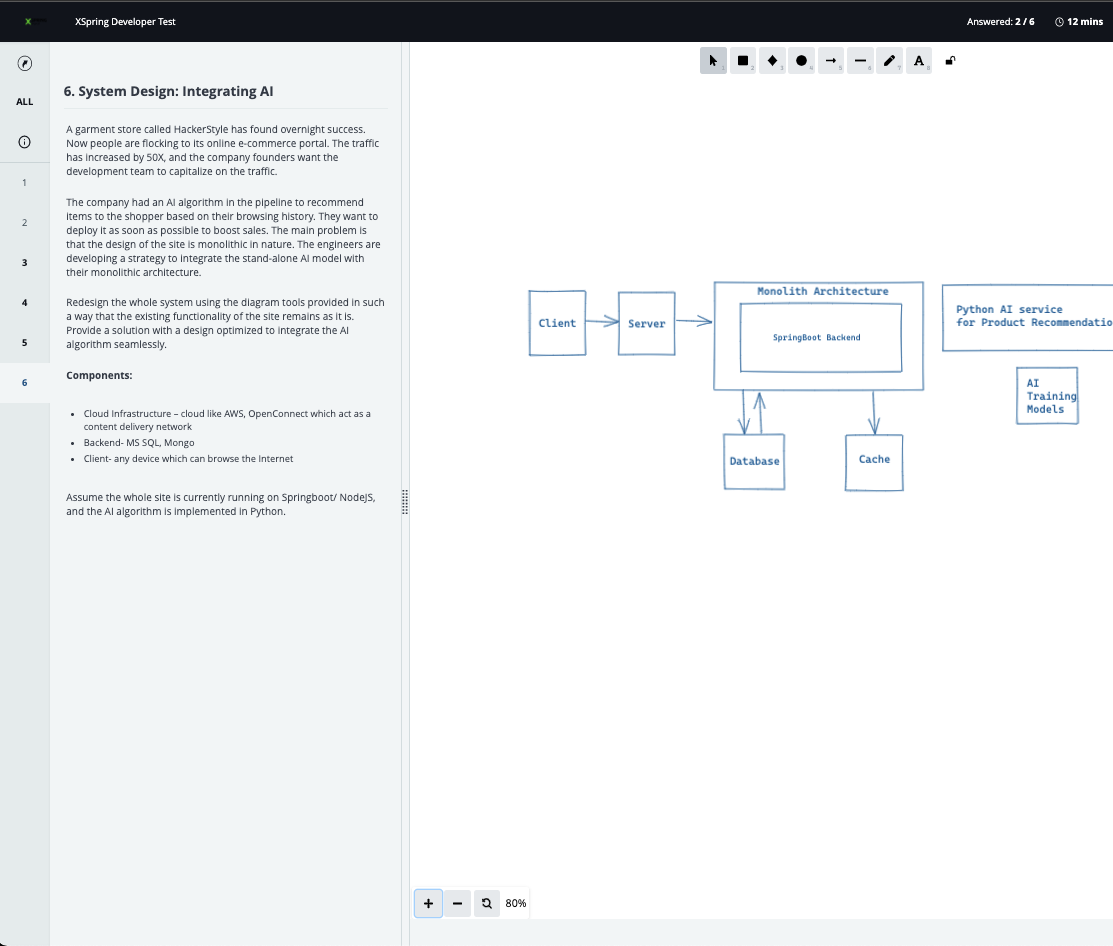 XSpring Developer Test
Answered: 2 / 6
12 mins
ALL
1
2
3
4
5
6
6. System Design: Integrating AI
A garment store called HackerStyle has found overnight success.
Now people are flocking to its online e-commerce portal. The traffic
has increased by 50X, and the company founders want the
development team to capitalize on the traffic.
The company had an AI algorithm in the pipeline to recommend
items to the shopper based on their browsing history. They want to
deploy it as soon as possible to boost sales. The main problem is
that the design of the site is monolithic in nature. The engineers are
developing a strategy to integrate the stand-alone AI model with
their monolithic architecture.
Redesign the whole system using the diagram tools provided in such
a way that the existing functionality of the site remains as it is.
Provide a solution with a design optimized to integrate the AI
algorithm seamlessly.
Components:
• Cloud Infrastructure – cloud like AWS, OpenConnect which act as a
content delivery network
• Backend- MS SQL, Mongo
• Client- any device which can browse the Internet
Assume the whole site is currently running on Springboot/ NodeJS,
and the AI algorithm is implemented in Python.
A
Client
Server
Monolith Architecture
SpringBoot Backend
Database
Cache
Python AI service
for Product Recommendatio
AI
Training
Models
80%